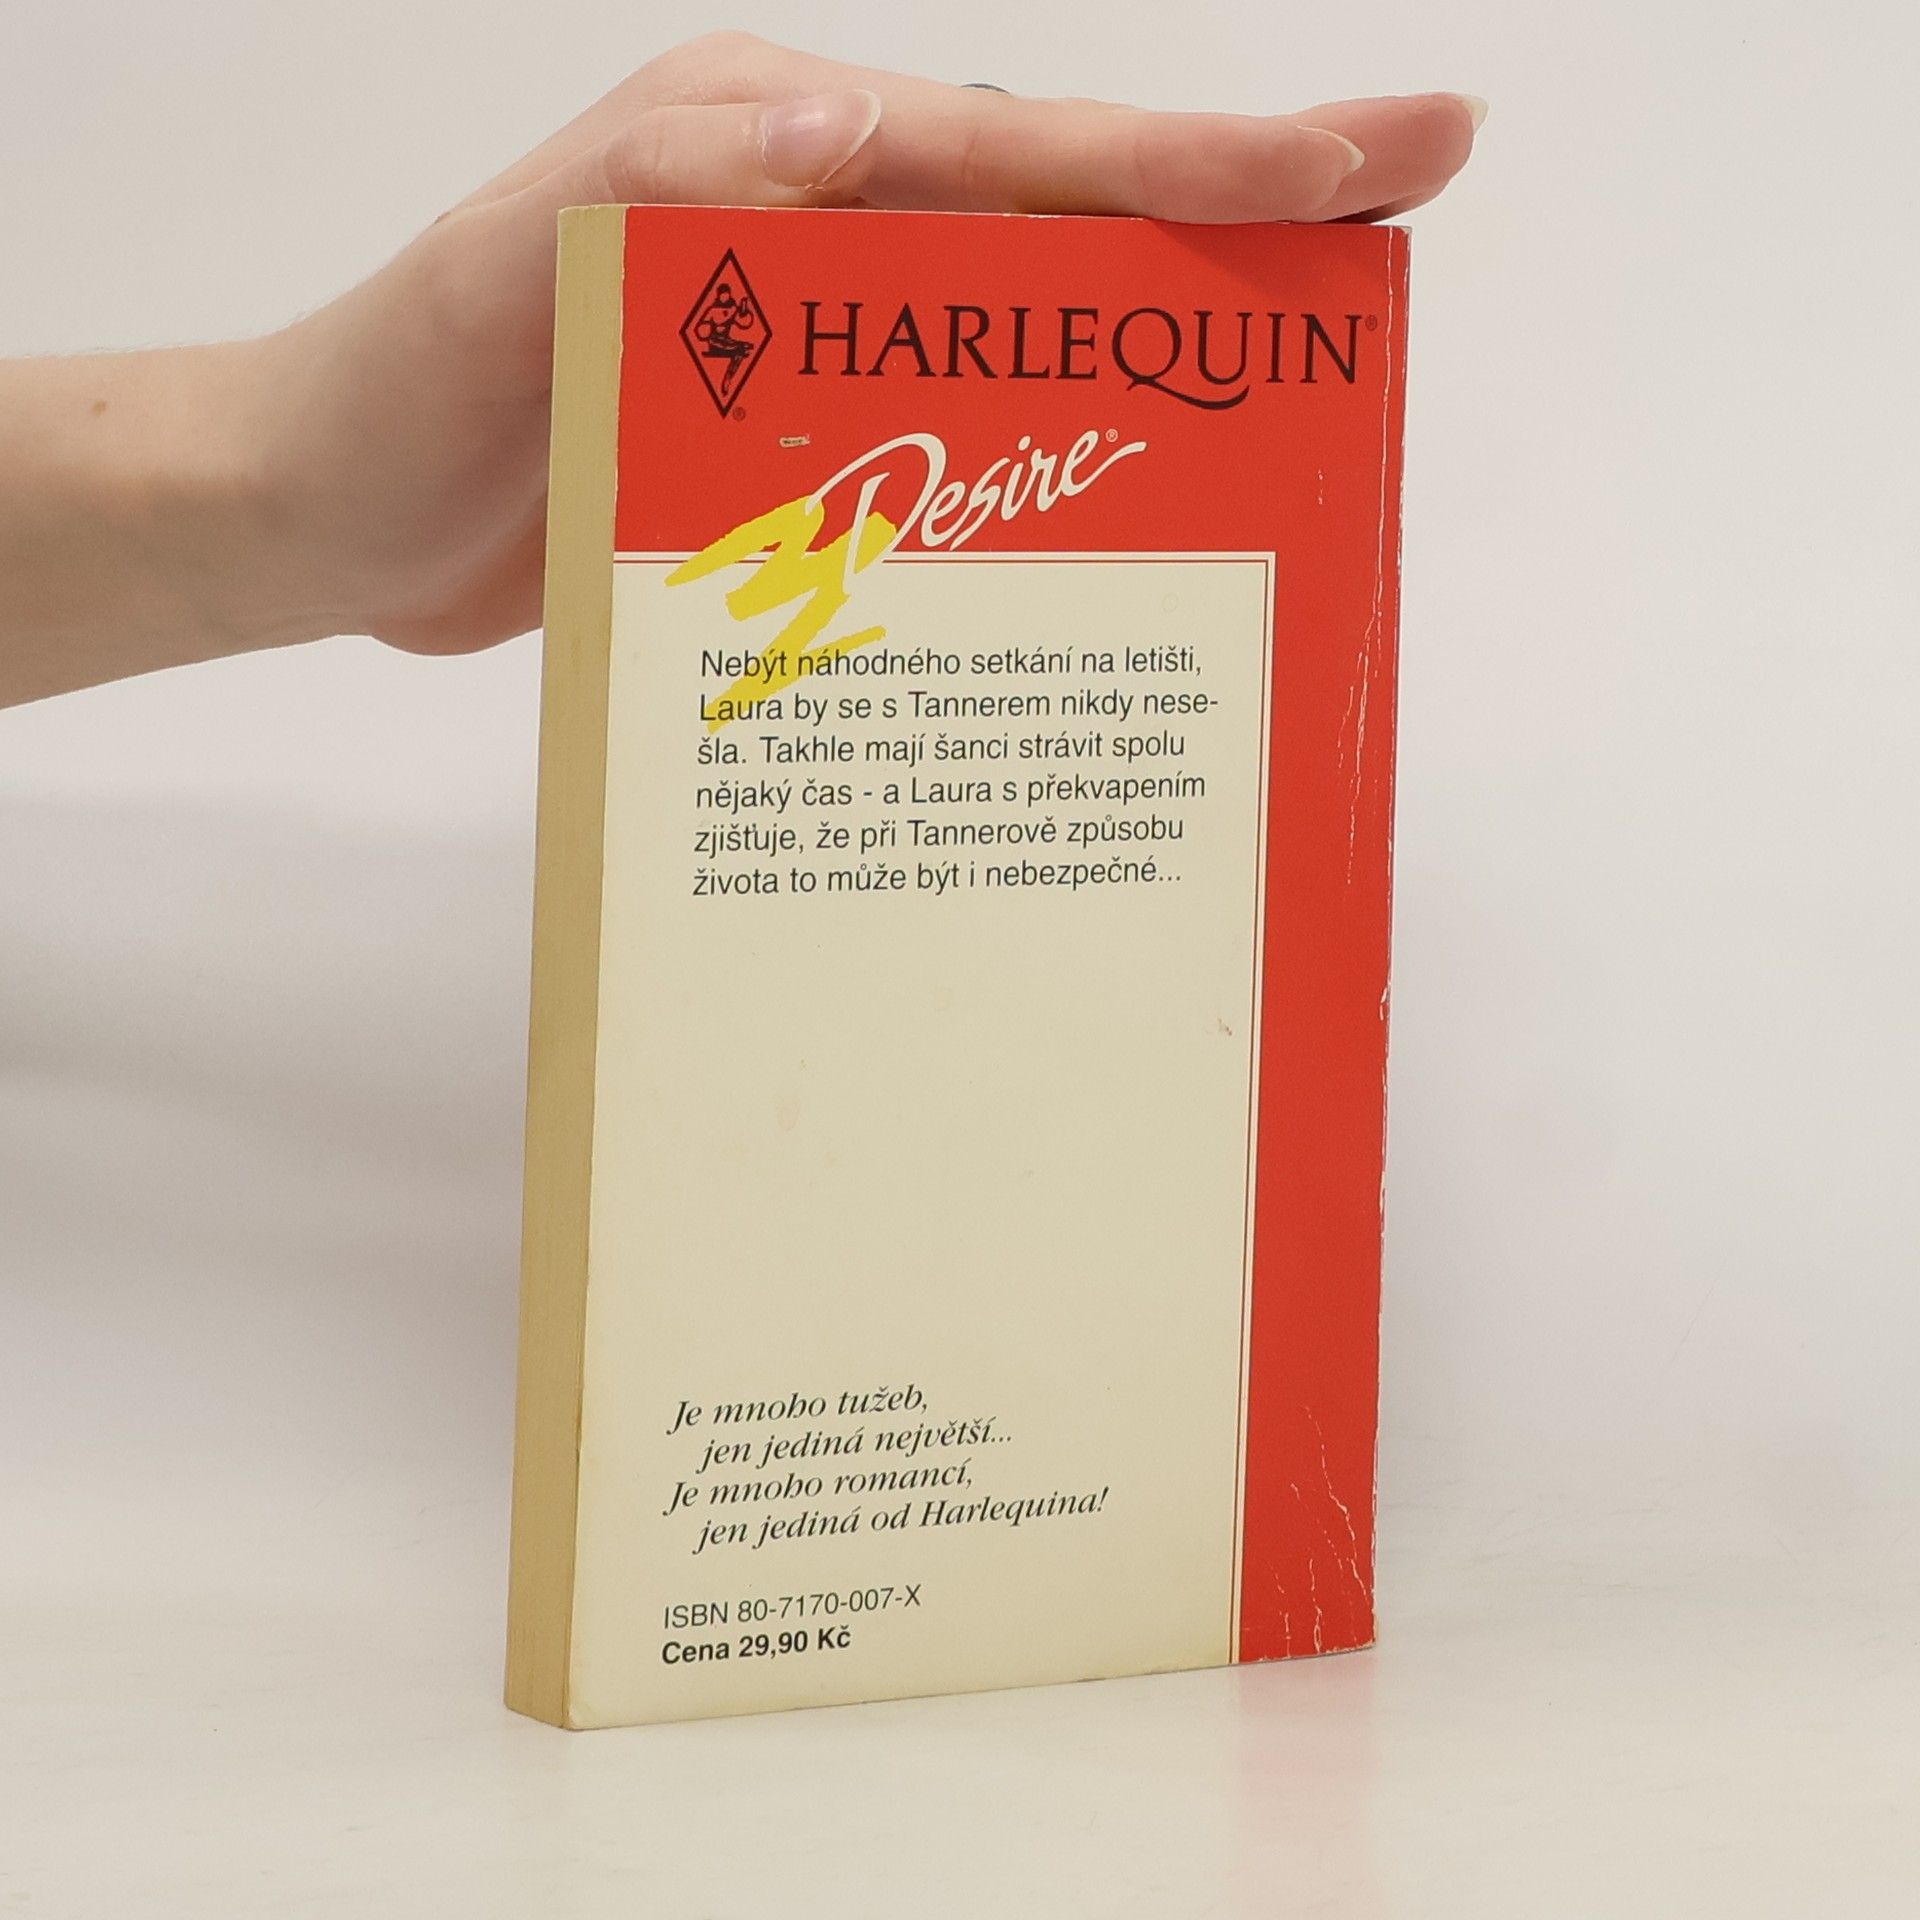 HARLEQUIN®
®
Desire®
Nebýt náhodného setkání na letišti,
Laura by se s Tannerem nikdy nese-
šla. Takhle mají šanci strávit spolu
nějaký čas - a Laura s překvapením
zjišťuje, že při Tannerově způsobu
života to může být i nebezpečné...
Je mnoho tužeb,
jen jediná největší...
Je mnoho romancí,
jen jediná od Harlequina!
ISBN 80-7170-007-X
Cena 29,90 Kč